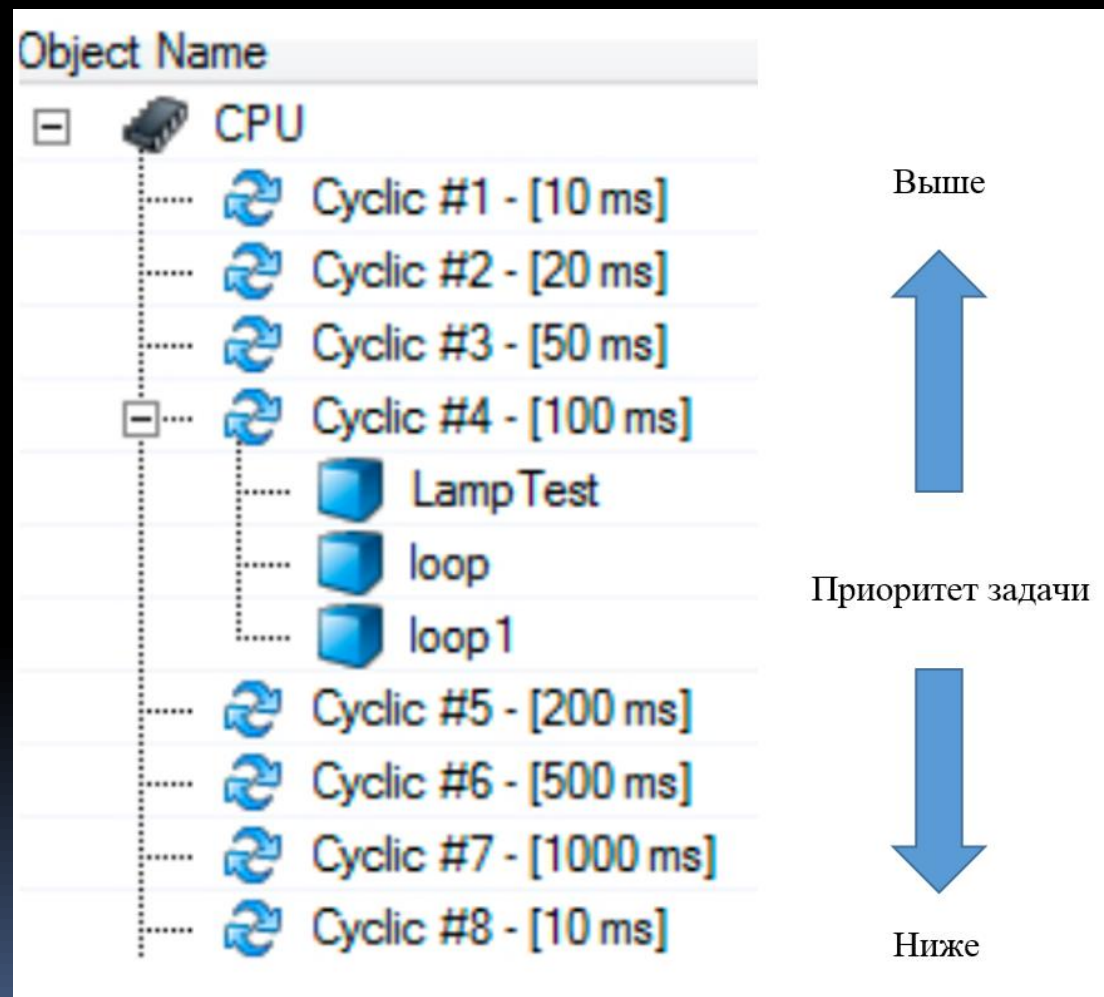 Object Name
CPU
Cyclic #1 - [10 ms]
Cyclic #2 - [20 ms]
Cyclic #3 - [50 ms]
Cyclic #4 - [100 ms]
LampTest
loop
loop1
Cyclic #5 - [200 ms]
Cyclic #6 - [500 ms]
Cyclic #7 - [1000 ms]
Cyclic #8 - [10 ms]
Выше
Приоритет задачи
Ниже